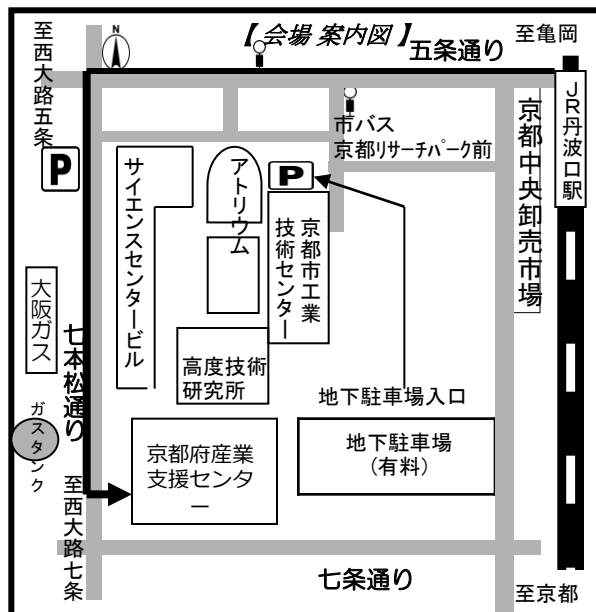 【 会場 案内図 】
N
至西大路五条
五条通り
至亀岡
JR丹波口駅
市バス
京都リサーチパーク前
京都中央卸売市場
P
サイエンスセンタービル
アトリウム
P
京都市工業
技術センター
大阪ガス
七本松通り
高度技術
研究所
地下駐車場入口
ガスタンク
京都府産業
支援センタ
ー
地下駐車場
(有料)
至西大路七条
七条通り
至京都